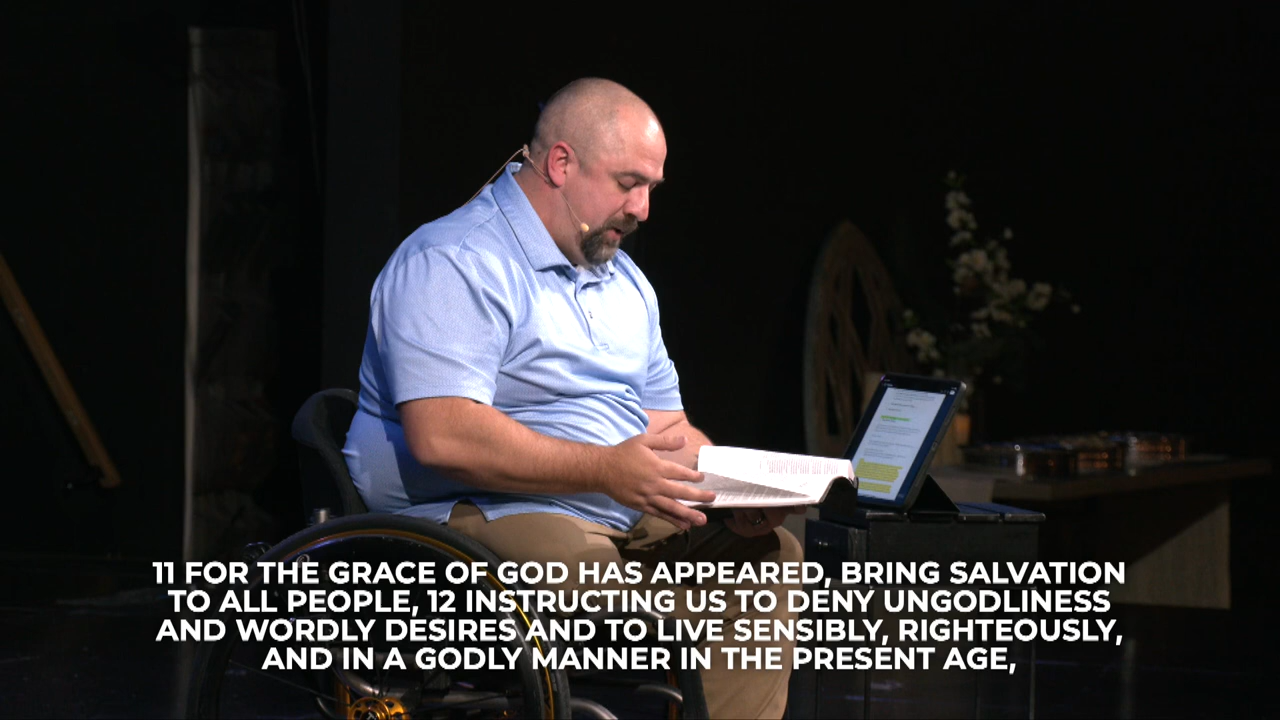 11 FOR THE GRACE OF GOD HAS APPEARED, BRING SALVATION
TO ALL PEOPLE, 12 INSTRUCTING US TO DENY UNGODLINESS
AND WORDLY DESIRES AND TO LIVE SENSIBLY, RIGHTEOUSLY,
AND IN A GODLY MANNER IN THE PRESENT AGE,